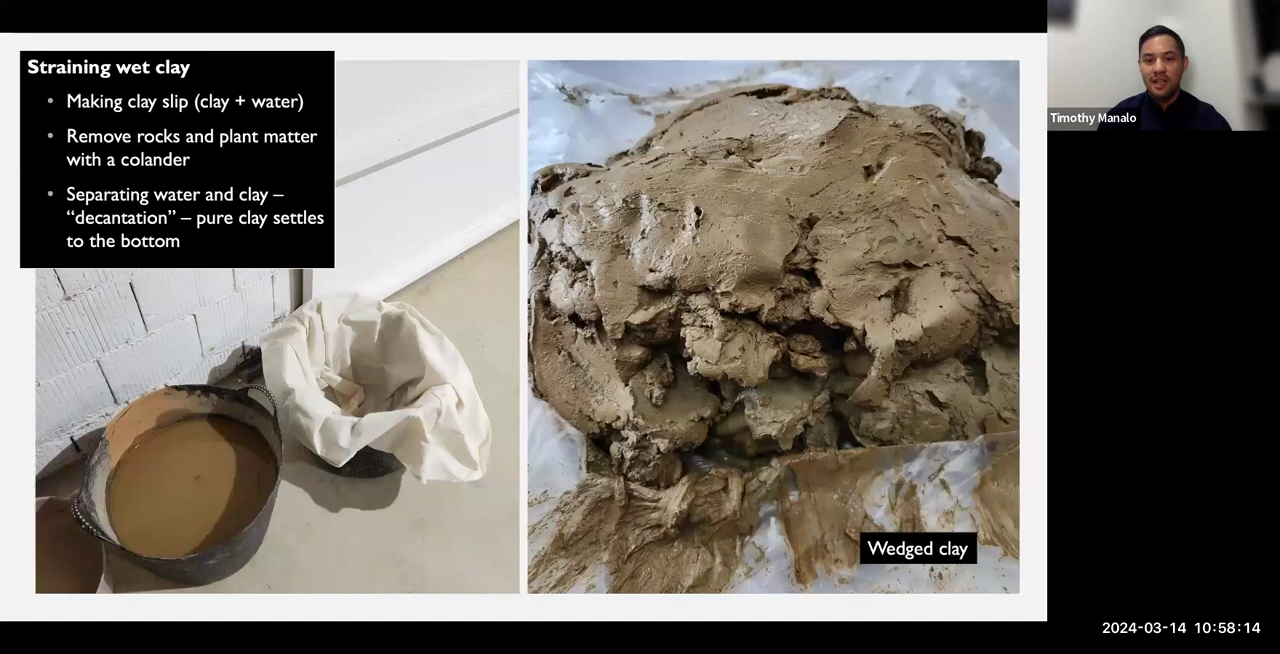 Straining wet clay
• Making clay slip (clay + water)
• Remove rocks and plant matter
with a colander
• Separating water and clay –
“decantation” – pure clay settles
to the bottom
Wedged clay
Timothy Manalo
2024-03-14 10:58:14